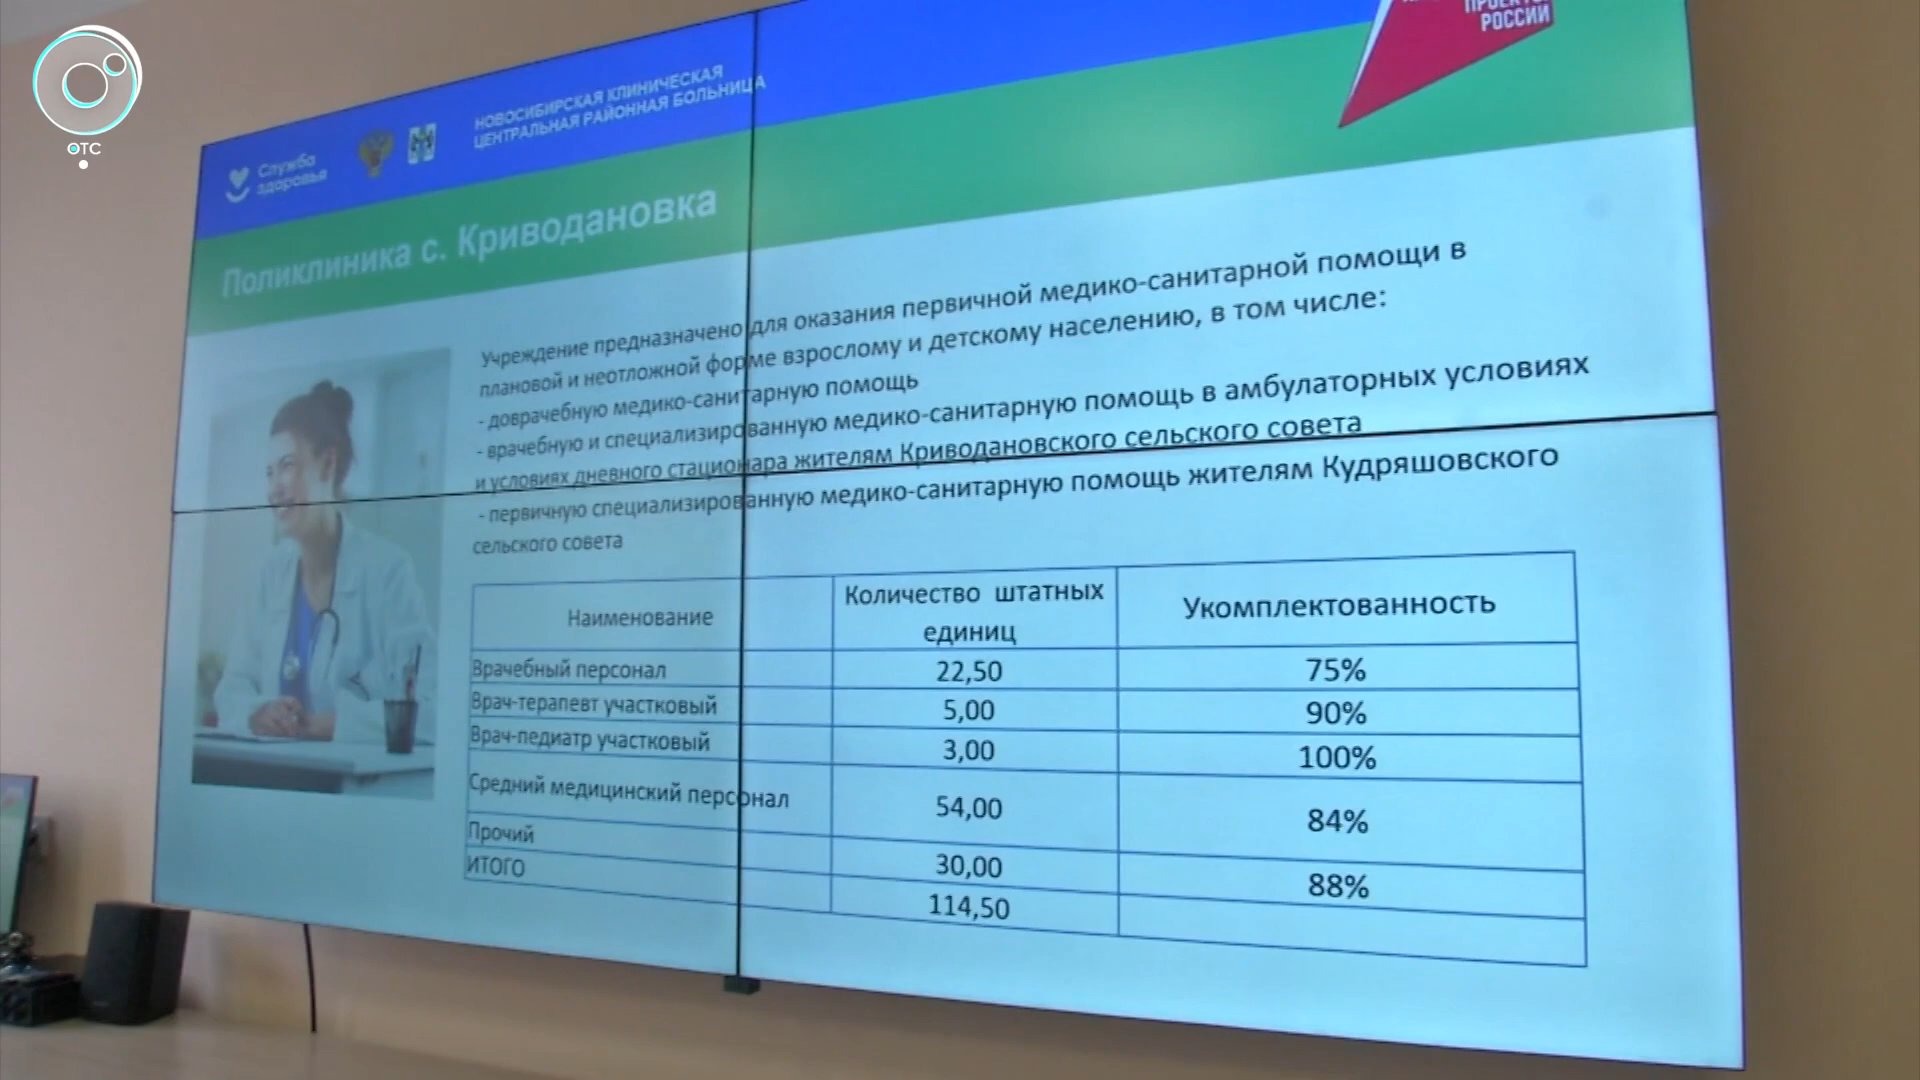 ОТС
Служба
здоровья
НОВОСИБИРСКАЯ КЛИНИЧЕСКАЯ
ЦЕНТРАЛЬНАЯ РАЙОННАЯ БОЛЬНИЦА
РОССИИ
Поликлиника с. Криводановка
Учреждение предназначено для оказания первичной медико-санитарной помощи в
плановой и неотложной форме взрослому и детскому населению, в том числе:
- доврачебную медико-санитарную помощь
- врачебную и специализированную медико-санитарную помощь в амбулаторных условиях
и условиях дневного стационара жителям Криводановского сельского совета
- первичную специализированную медико-санитарную помощь жителям Кудряшовского
сельского совета
Наименование Количество штатных единиц Укомплектованность
Врачебный персонал 22,50 75%
Врач-терапевт участковый 5,00 90%
Врач-педиатр участковый 3,00 100%
Средний медицинский персонал 54,00 84%
Прочий 30,00 88%
ИТОГО 114,50